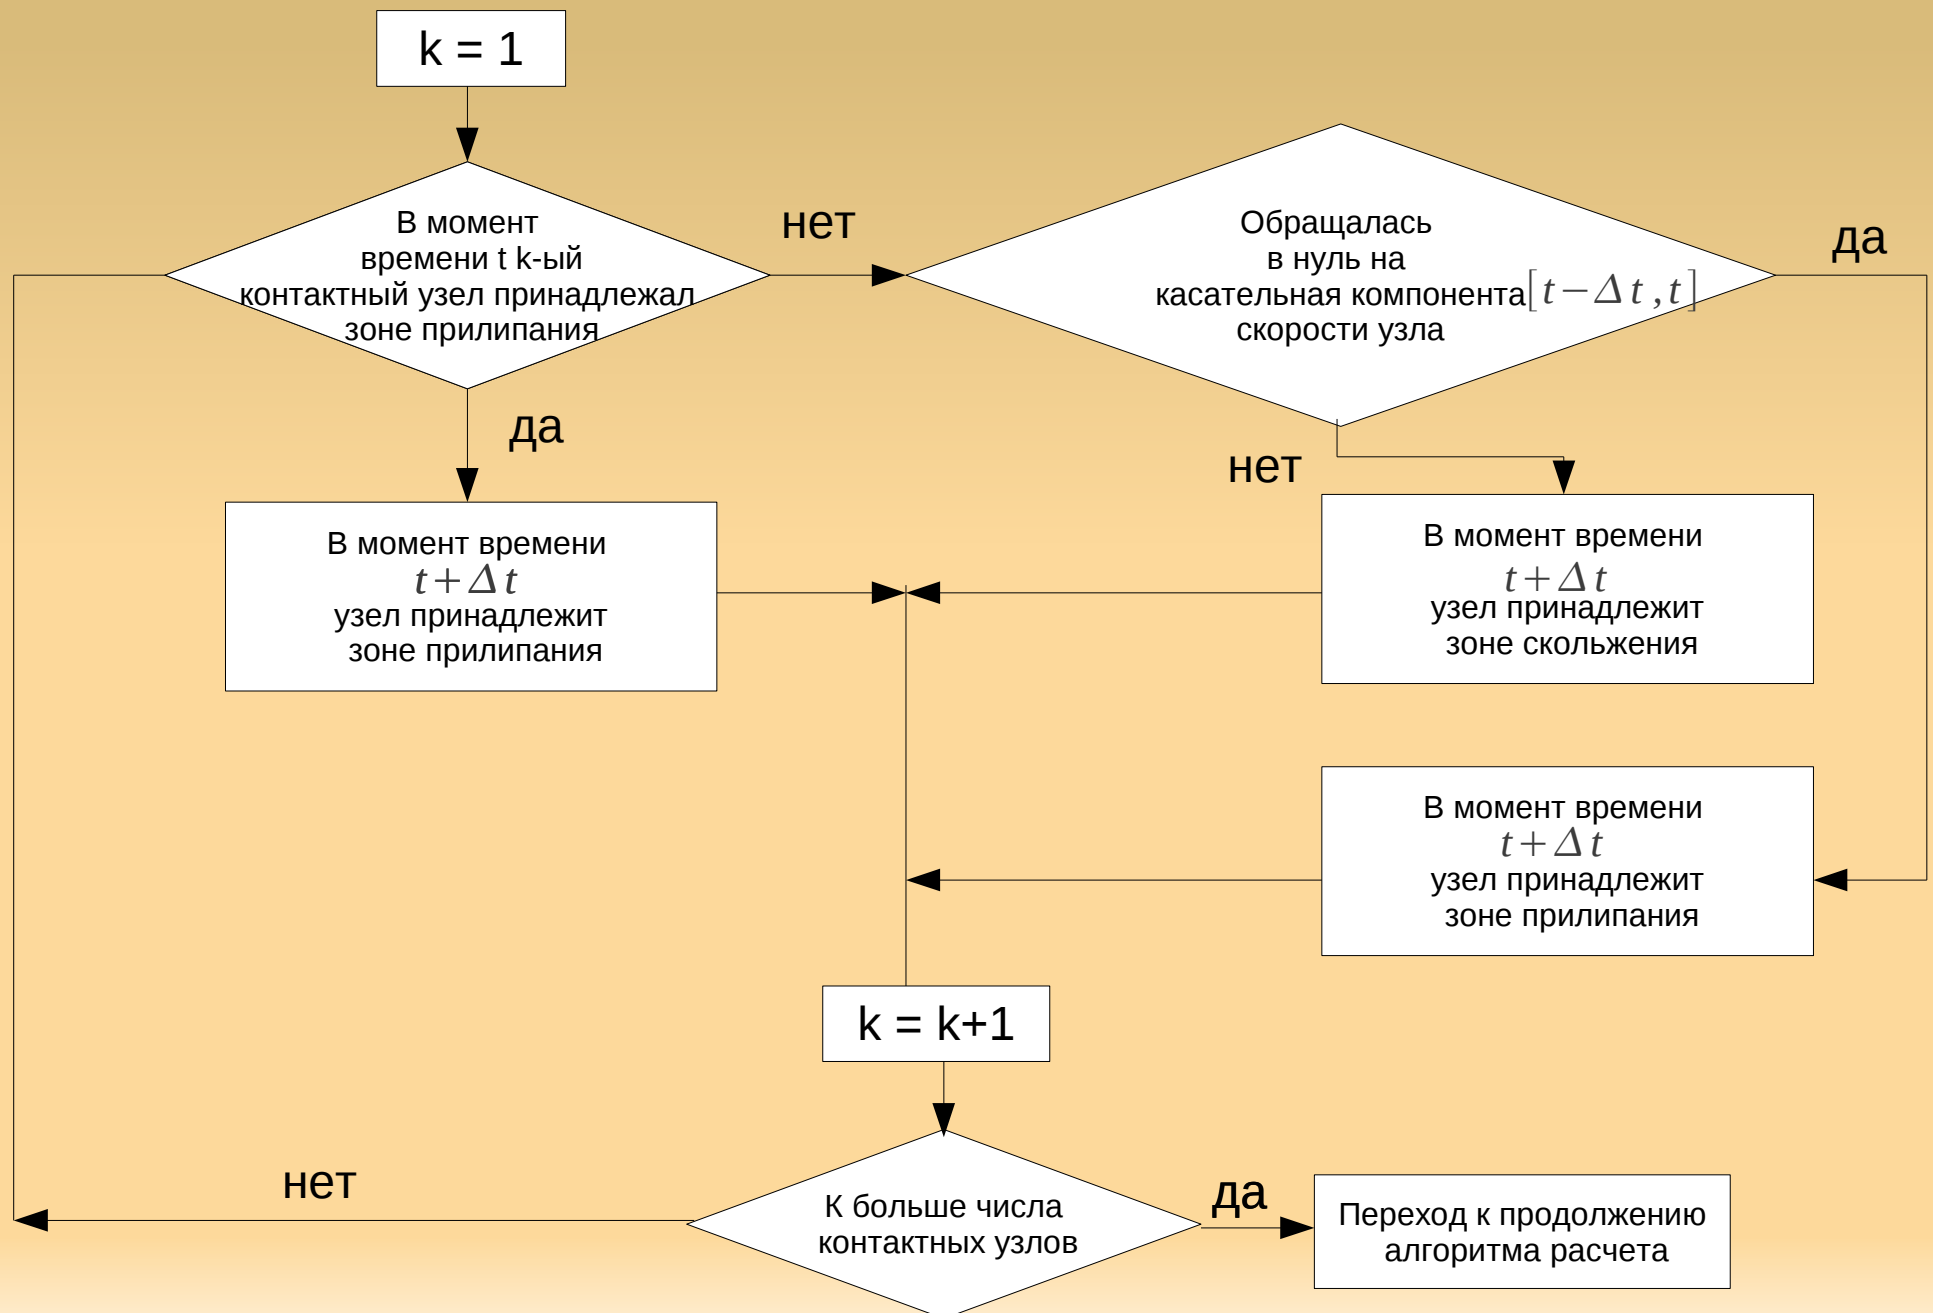 k = 1
В момент
времени t k-ый
контактный узел принадлежал
зоне прилипания
нет
Обращалась
в нуль на
касательная компонента [t−Δt,t]
скорости узла
да
да
нет
В момент времени
t+Δt
узел принадлежит
зоне прилипания
В момент времени
t+Δt
узел принадлежит
зоне скольжения
В момент времени
t+Δt
узел принадлежит
зоне прилипания
k = k+1
нет
К больше числа
контактных узлов
да
Переход к продолжению
алгоритма расчета